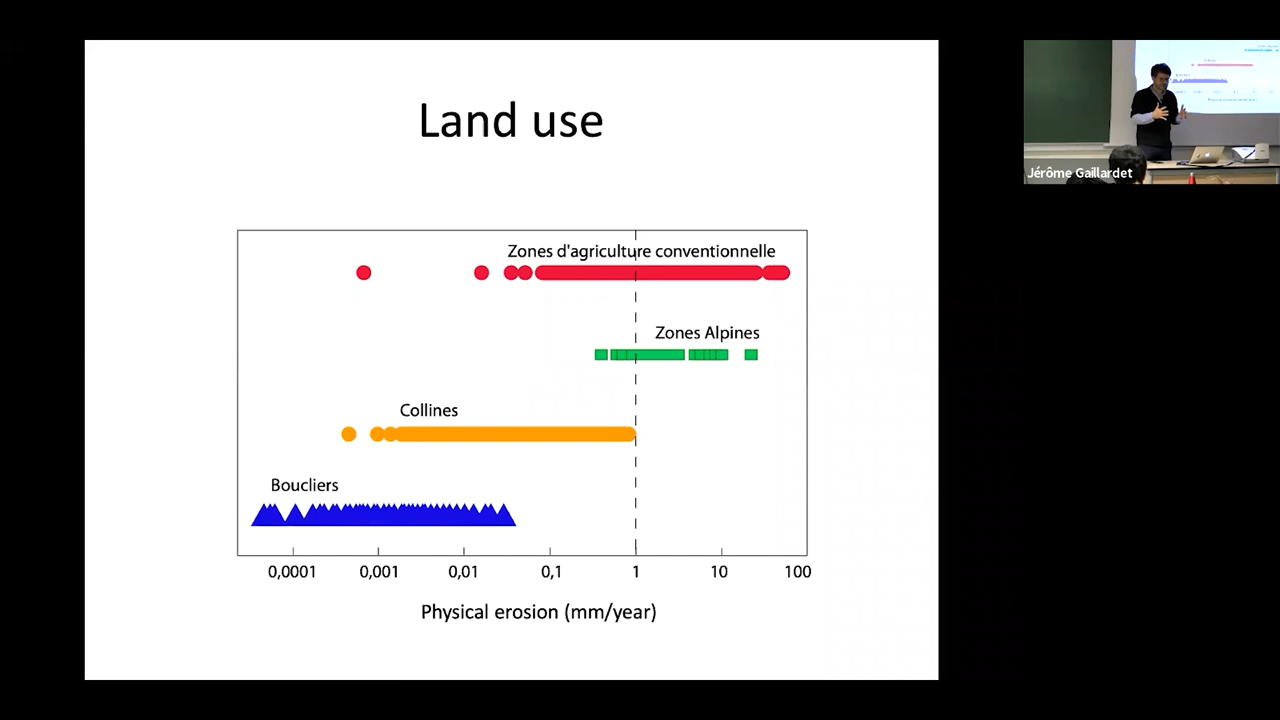 Land use
Zones d'agriculture conventionnelle
Zones Alpines
Collines
Boucliers
0,0001 0,001 0,01 0,1 1 10 100
Physical erosion (mm/year)
Jérôme Gaillardet